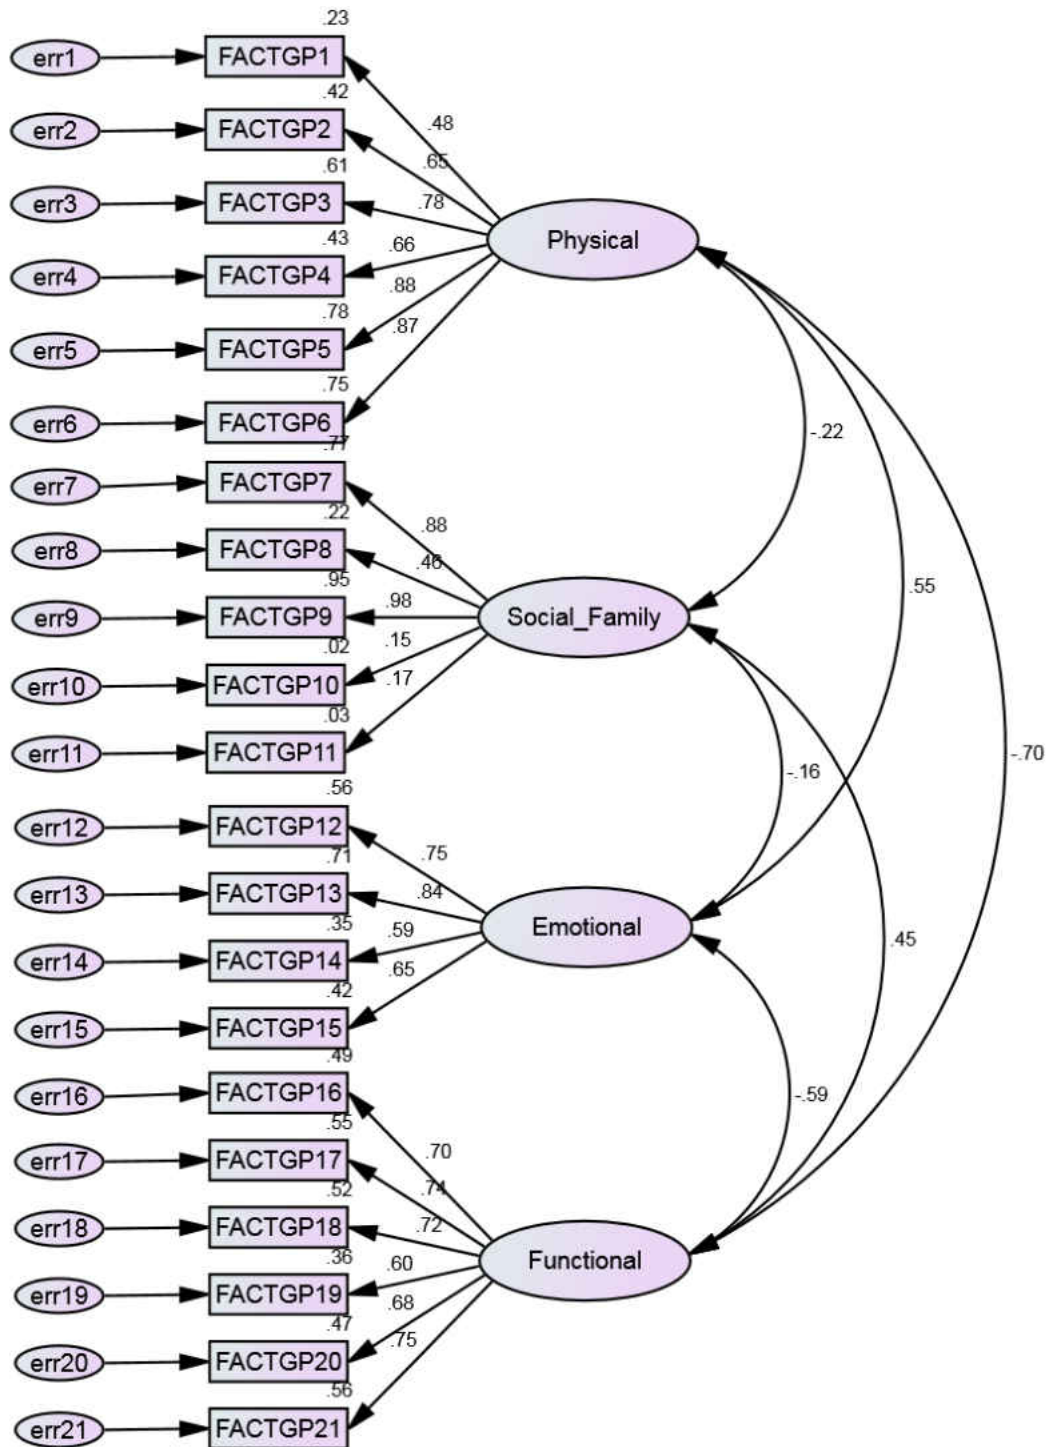 .23
err1 FACTGP1
.42
.48
err2 FACTGP2
.65
.61
err3 FACTGP3
.78
.43
Physical
.66
err4 FACTGP4
.88
.78
.87
err5 FACTGP5
.75
err6 FACTGP6
-.22
.77
err7 FACTGP7
.22
.88
err8 FACTGP8
.46
.95
.55
.98
err9 FACTGP9
Social_Family
.02
.15
.17
err10 FACTGP10
.03
err11 FACTGP11
-.70
-.16
.56
err12 FACTGP12
.71
.75
err13 FACTGP13
.84
.35
Emotional
.59
.45
err14 FACTGP14
.65
.42
err15 FACTGP15
.49
err16 FACTGP16
-.59
.55
.70
err17 FACTGP17
.74
.52
.72
err18 FACTGP18
.36
Functional
.60
err19 FACTGP19
.68
.47
.75
err20 FACTGP20
.56
err21 FACTGP21